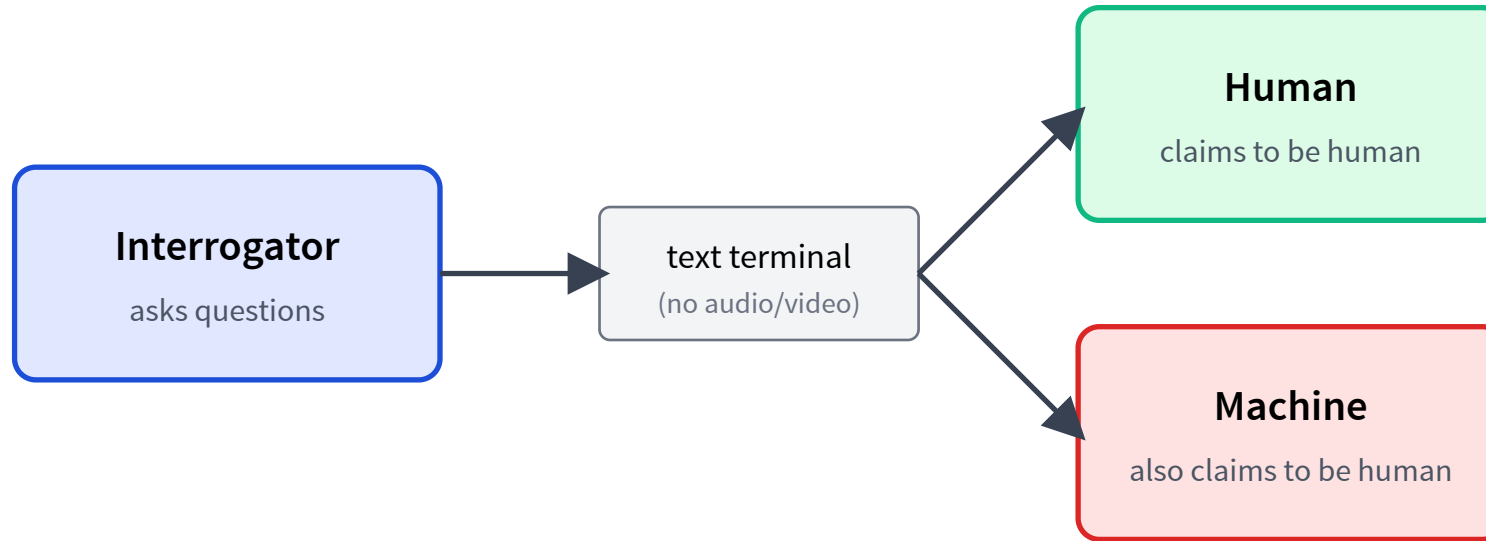 Interrogator
asks questions
text terminal
(no audio/video)
Human
claims to be human
Machine
also claims to be human